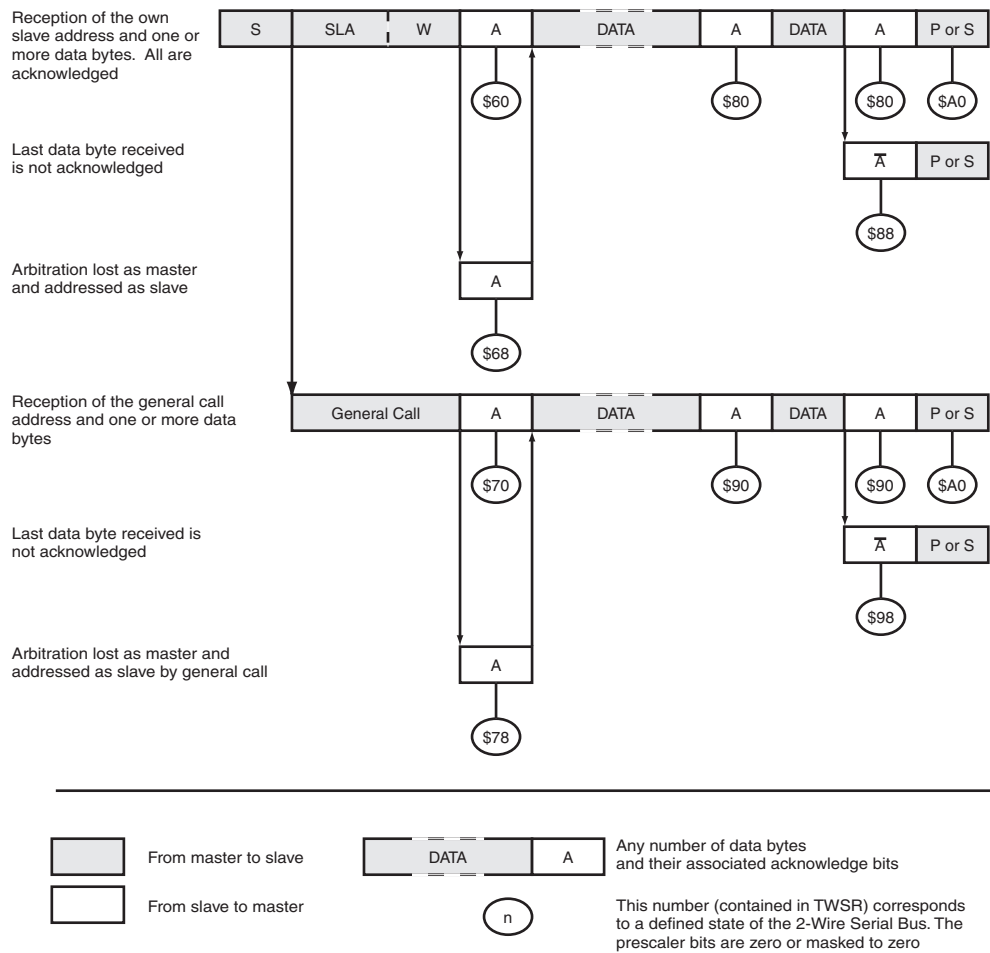 Reception of the own
slave address and one or
more data bytes.  All are
acknowledged
S SLA W A DATA A DATA A P or S
$60 $80 $80 $A0
Last data byte received
is not acknowledged
A̅ P or S
$88
Arbitration lost as master
and addressed as slave
A
$68
Reception of the general call
address and one or more data
bytes
General Call A DATA A DATA A P or S
$70 $90 $90 $A0
Last data byte received is
not acknowledged
A̅ P or S
$98
Arbitration lost as master and
addressed as slave by general call
A
$78
From master to slave
DATA A
Any number of data bytes
and their associated acknowledge bits
From slave to master
n
This number (contained in TWSR) corresponds
to a defined state of the 2-Wire Serial Bus. The
prescaler bits are zero or masked to zero